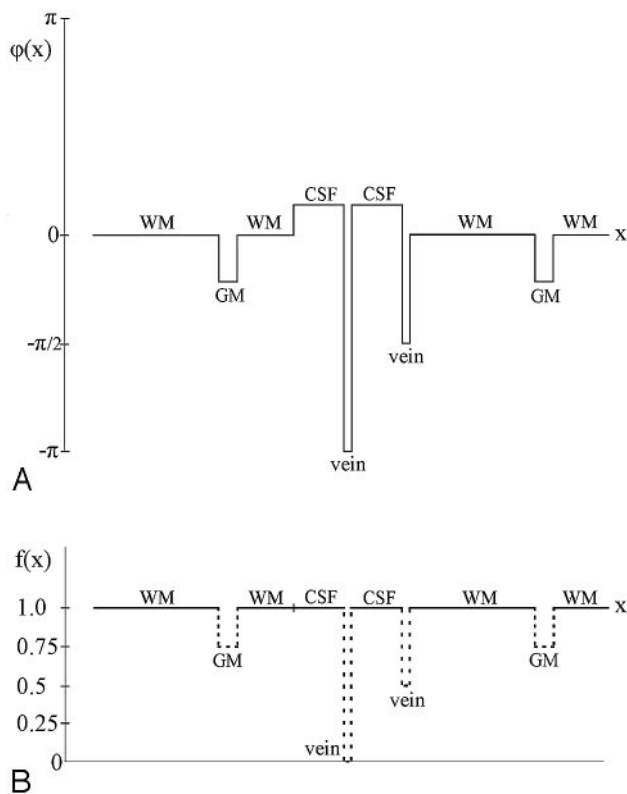 π
φ(x)
CSF CSF
WM WM WM WM
0 x
GM GM
-π/2
vein
-π
vein
A
f(x)
WM WM CSF CSF WM WM
1.0 x
0.75
GM GM
0.5
vein
0.25
vein
0
B